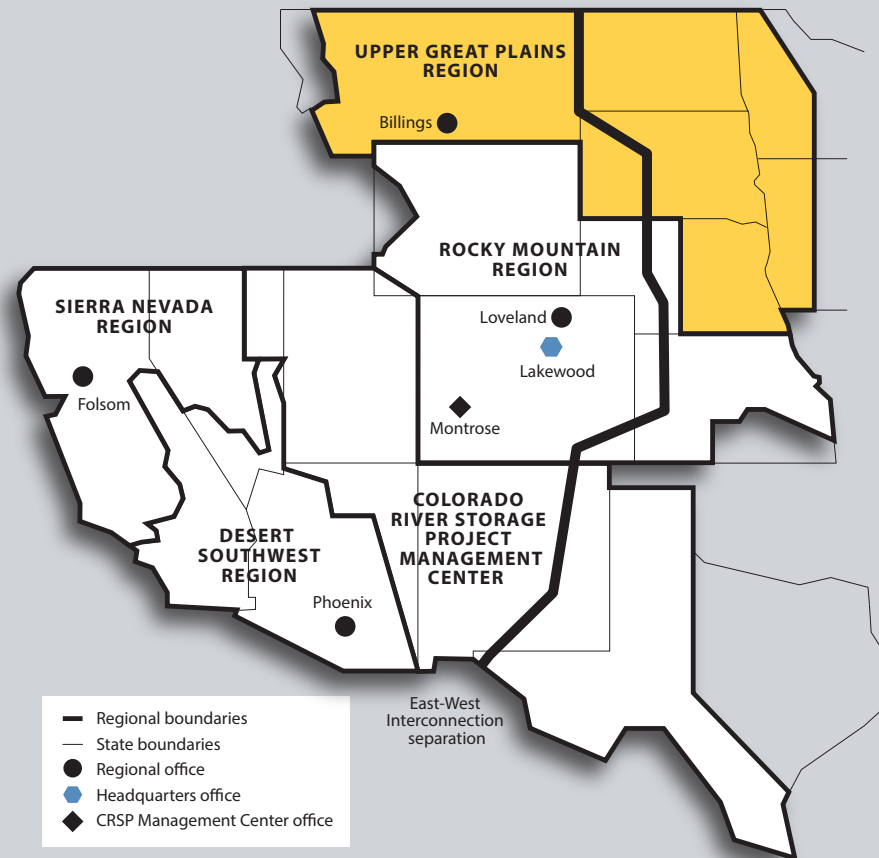 UPPER GREAT PLAINS
REGION
Billings
ROCKY MOUNTAIN
REGION
Loveland
Lakewood
Montrose
SIERRA NEVADA
REGION
Folsom
COLORADO
RIVER STORAGE
PROJECT
MANAGEMENT
CENTER
DESERT
SOUTHWEST
REGION
Phoenix
East-West
Interconnection
separation
Regional boundaries
State boundaries
Regional office
Headquarters office
CRSP Management Center office